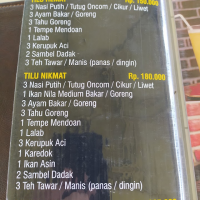 3 Nasi Putih / Tutug Oncom / Cikur / Liwet
3 Ayam Bakar / Goreng
3 Tahu Goreng
1 Tempe Mendoan
1 Lalab
3 Kerupuk Aci
2 Sambel Dadak
3 Teh Tawar / Manis (panas / dingin)
TILU NIKMAT Rp. 180.000
3 Nasi Putih / Tutug Oncom / Cikur / Liwet
1 Ikan Nila Medium Bakar / Goreng
3 Ayam Bakar / Goreng
3 Tahu Goreng
1 Tempe Mendoan
1 Lalab
3 Kerupuk Aci
1 Karedok
1 Ikan Asin
2 Sambel Dadak
3 Teh Tawar / Manis (panas / dingin)